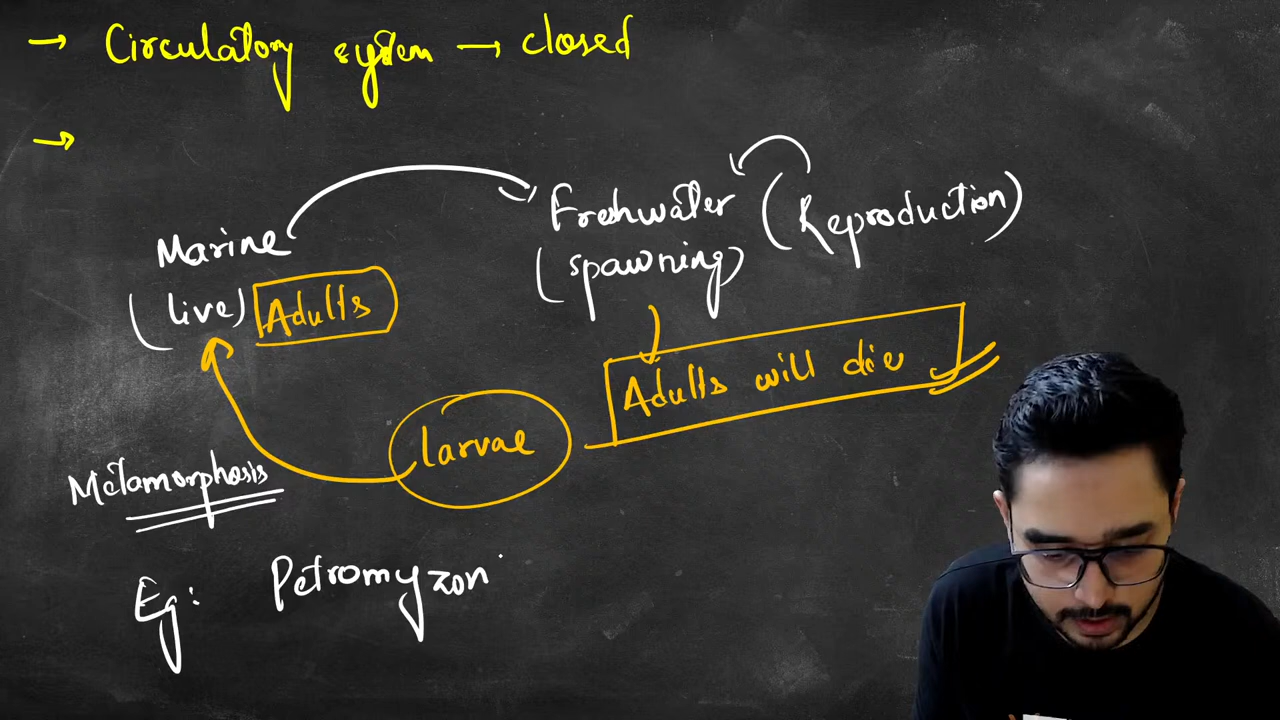 → Circulatory system → closed
→
Freshwater (Reproduction)
Marine
(spawning)
(live) Adults
Adults will die
larvae
Metamorphosis
Eg: Petromyzon